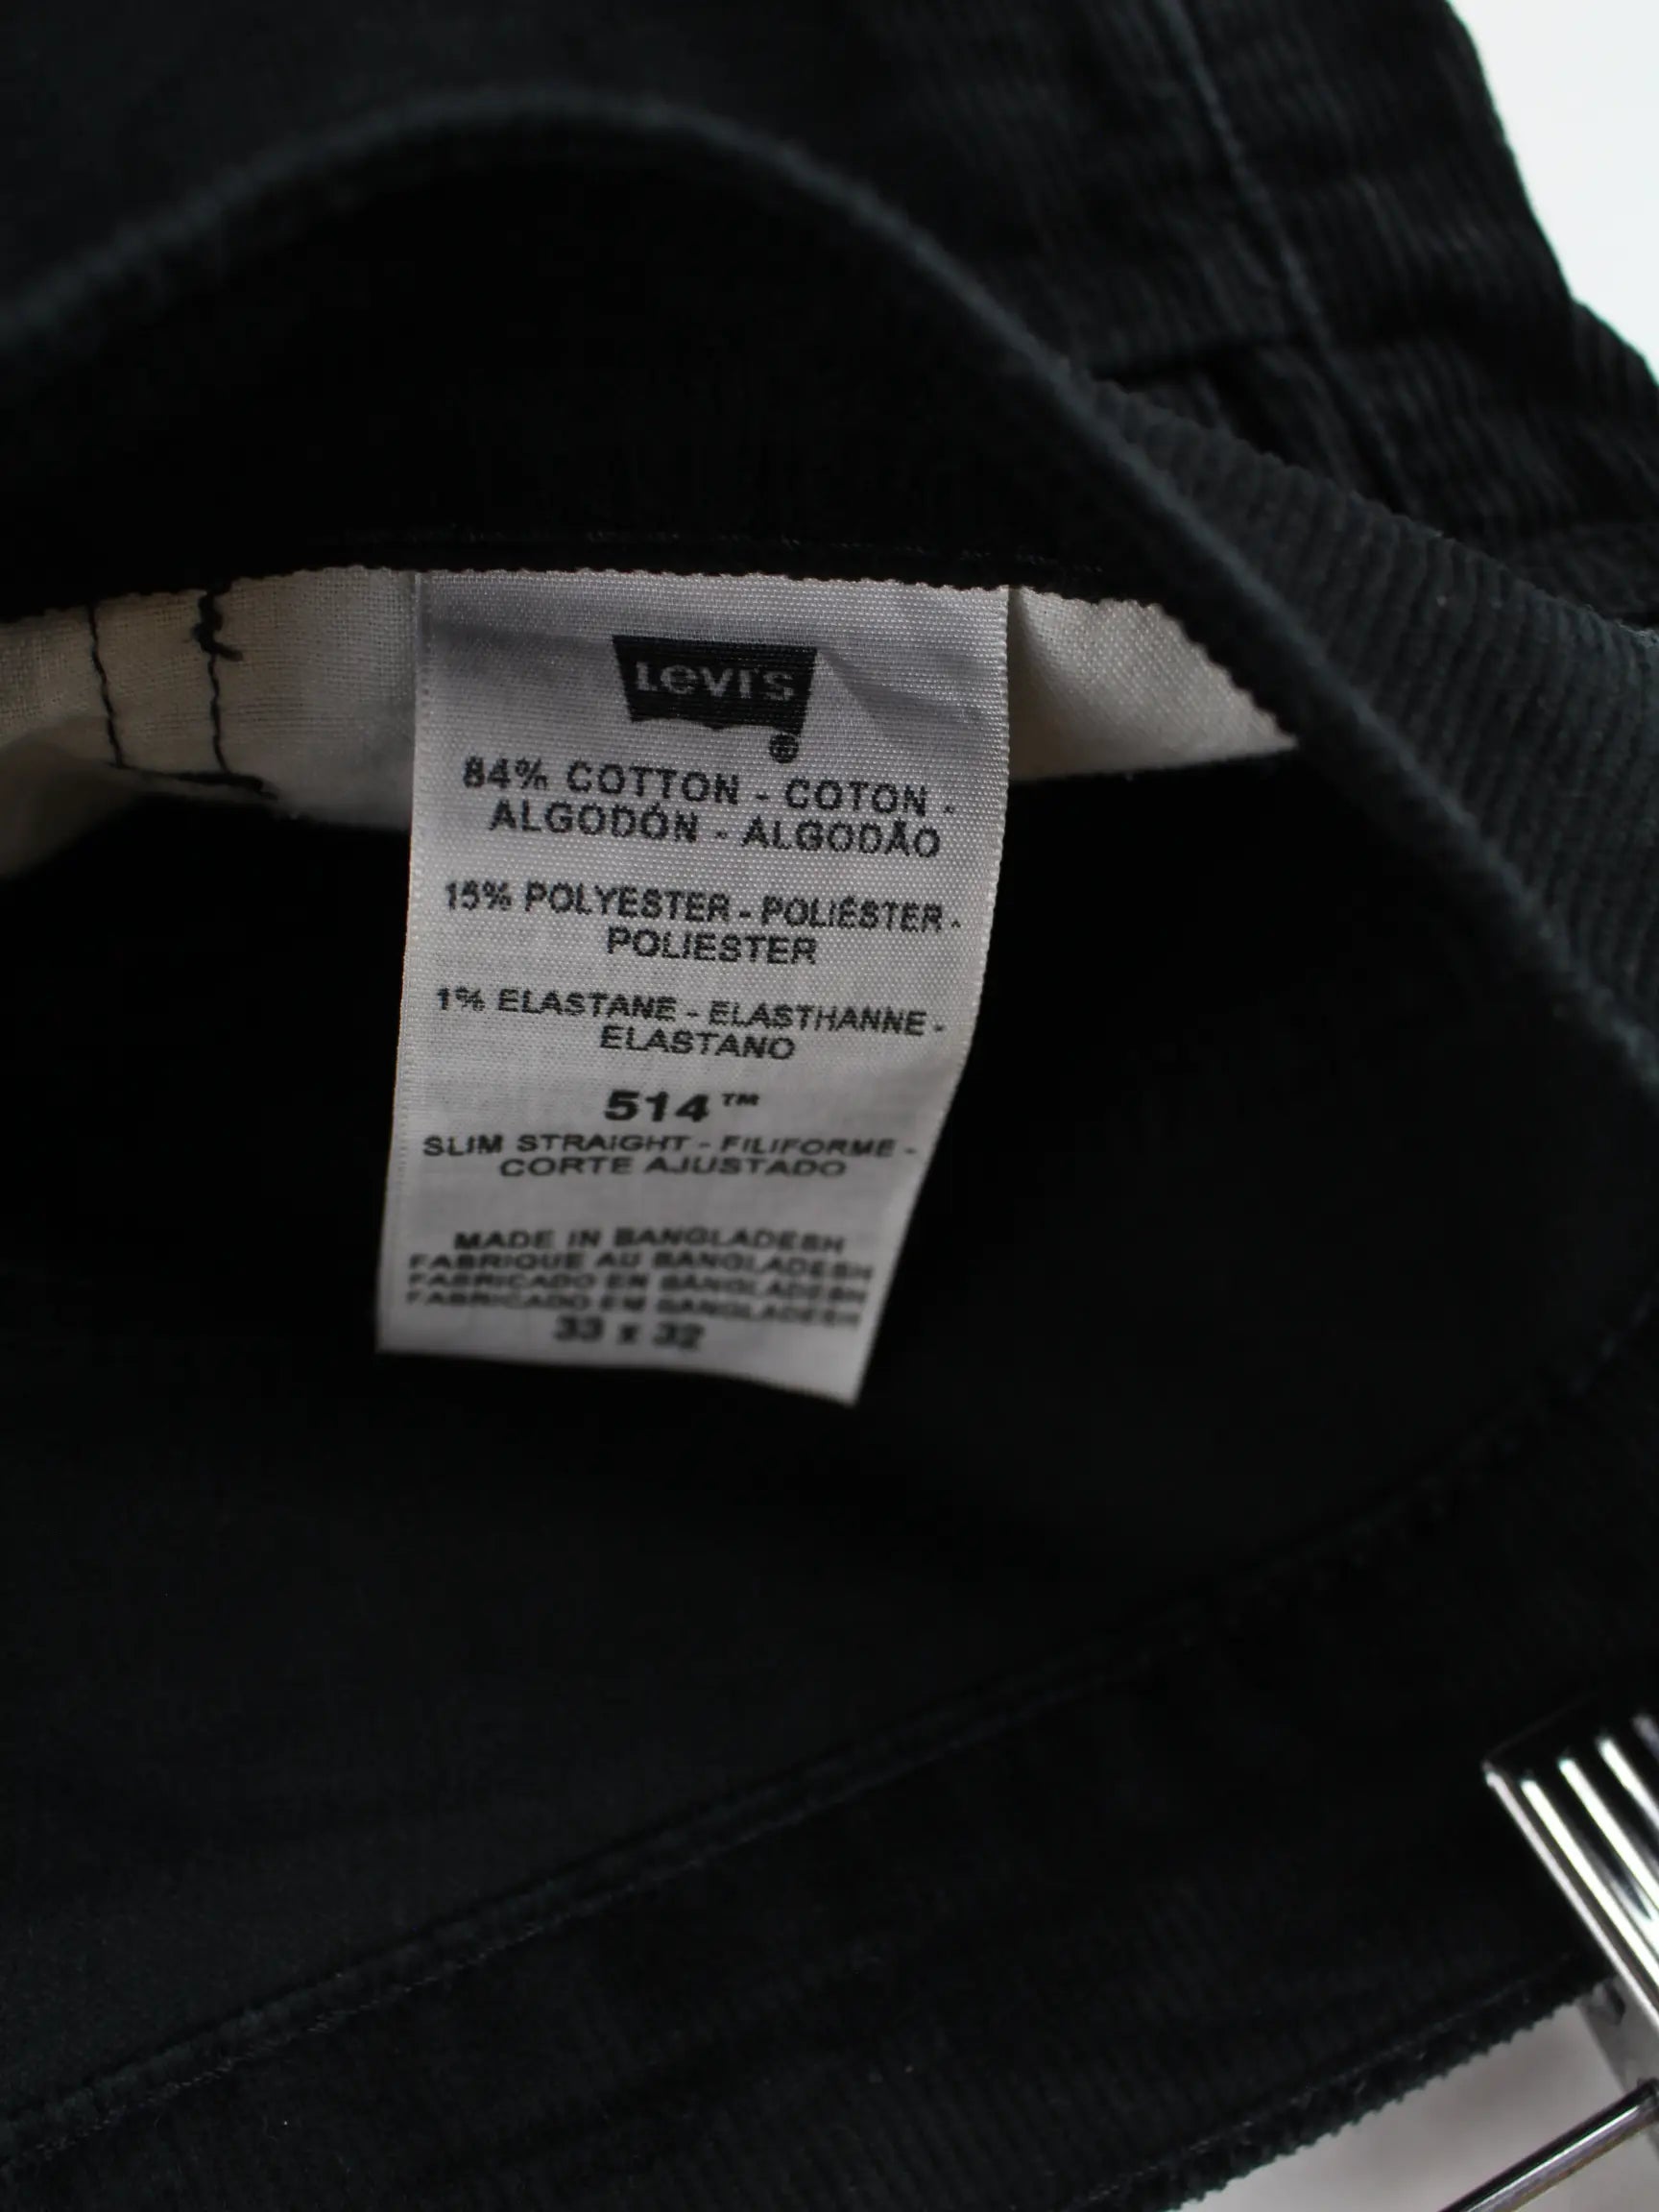 Levi's
®
84% COTTON - COTON -
ALGODÓN - ALGODÃO
15% POLYESTER - POLIÉSTER -
POLIESTER
1% ELASTANE - ELASTHANNE -
ELASTANO
514™
SLIM STRAIGHT - FILIFORME -
CORTE AJUSTADO
MADE IN BANGLADESH
FABRIQUE AU BANGLADESH
FABRICADO EN BANGLADESH
FABRICADO EM BANGLADESH
33 x 32